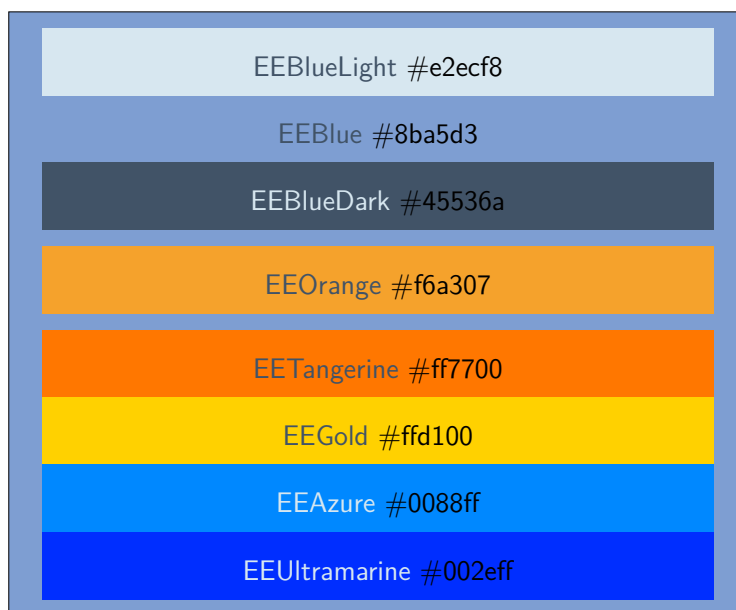 EEBlueLight #e2ecf8
EEBlue #8ba5d3
EEBlueDark #45536a
EEOrange #f6a307
EETangerine #ff7700
EEGold #ffd100
EEAzure #0088ff
EEUltramarine #002eff